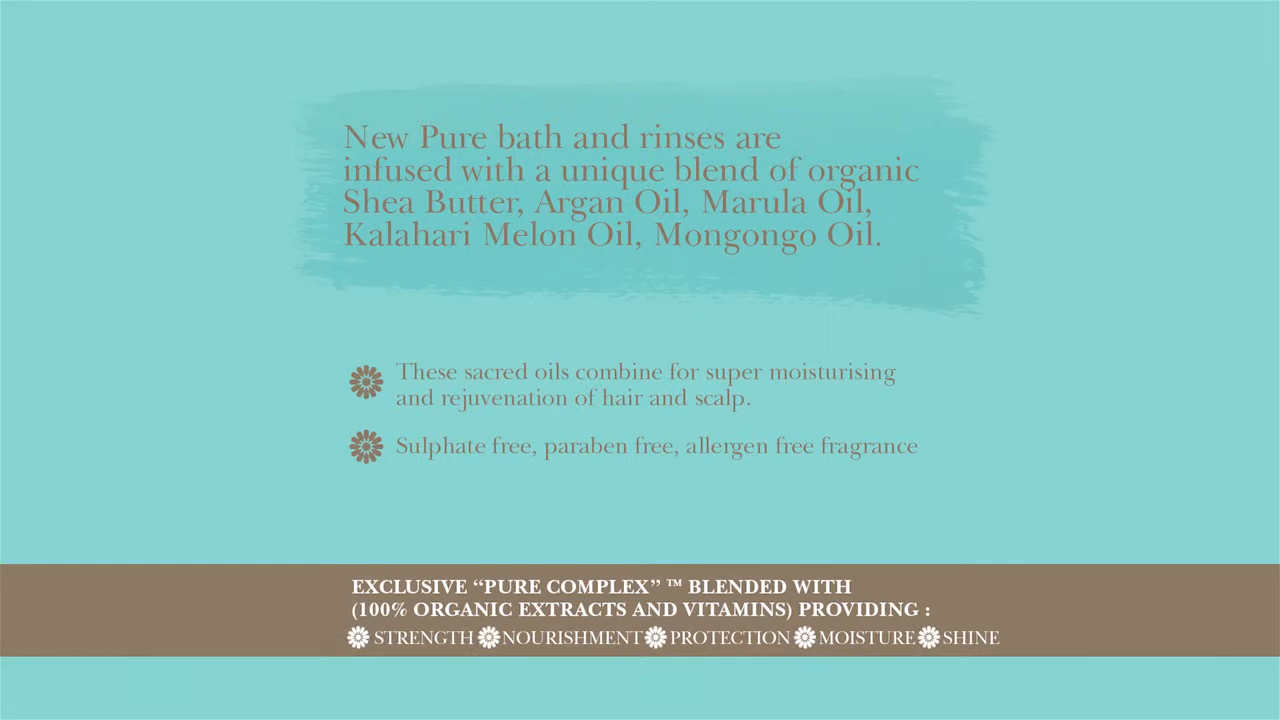 New Pure bath and rinses are
infused with a unique blend of organic
Shea Butter, Argan Oil, Marula Oil,
Kalahari Melon Oil, Mongongo Oil.
These sacred oils combine for super moisturising
and rejuvenation of hair and scalp.
Sulphate free, paraben free, allergen free fragrance
EXCLUSIVE “PURE COMPLEX” ™ BLENDED WITH
(100% ORGANIC EXTRACTS AND VITAMINS) PROVIDING :
STRENGTH NOURISHMENT PROTECTION MOISTURE SHINE